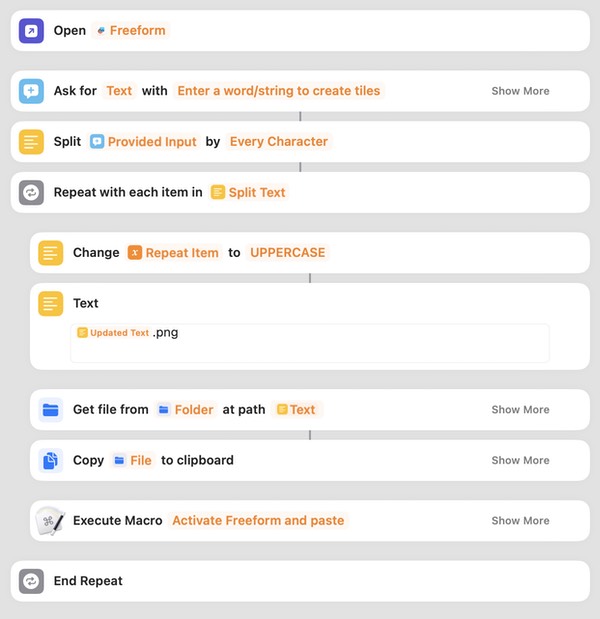 Open Freeform
Ask for Text with Enter a word/string to create tiles Show More
Split Provided Input by Every Character
Repeat with each item in Split Text
Change x Repeat Item to UPPERCASE
Text
Updated Text .png
Get file from Folder at path Text Show More
Copy File to clipboard Show More
Execute Macro Activate Freeform and paste Show More
End Repeat